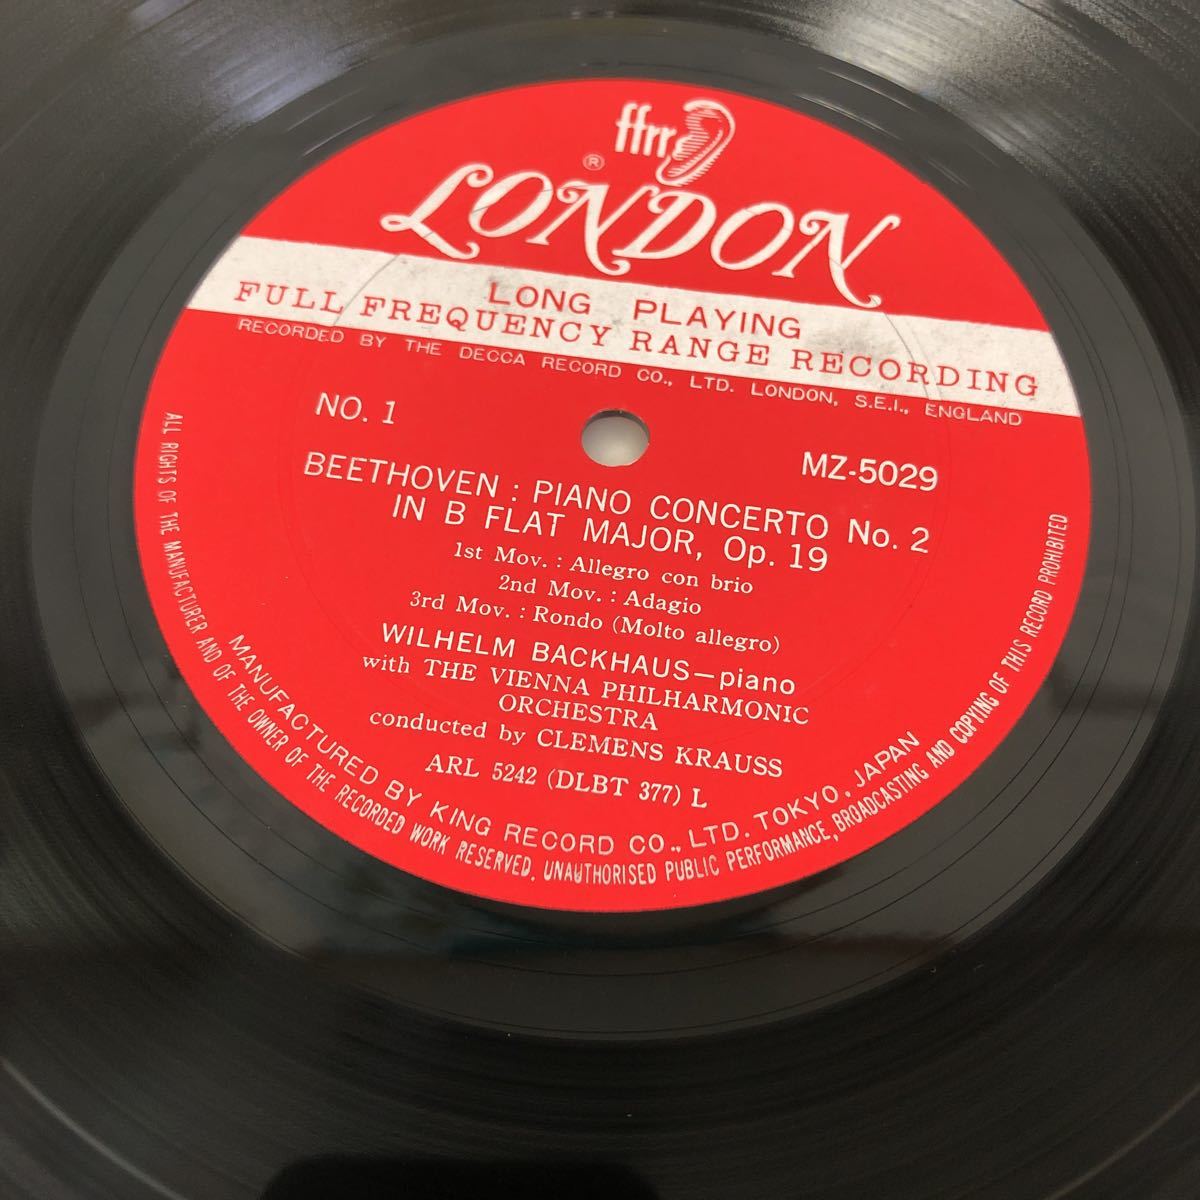 ffrr
®
LONDON
LONG PLAYING
FULL FREQUENCY RANGE RECORDING
RECORDED BY THE DECCA RECORD CO., LTD. LONDON, S.E.I., ENGLAND
NO. 1
MZ-5029
BEETHOVEN : PIANO CONCERTO No. 2
IN B FLAT MAJOR, Op. 19
1st Mov. : Allegro con brio
2nd Mov. : Adagio
3rd Mov. : Rondo (Molto allegro)
WILHELM BACKHAUS—piano
with THE VIENNA PHILHARMONIC
ORCHESTRA
conducted by CLEMENS KRAUSS
ARL 5242 (DLBT 377) L
MANUFACTURED BY KING RECORD CO., LTD. TOKYO, JAPAN
ALL RIGHTS OF THE MANUFACTURER AND OF THE OWNER OF THE RECORDED WORK RESERVED. UNAUTHORISED PUBLIC PERFORMANCE, BROADCASTING AND COPYING OF THIS RECORD PROHIBITED